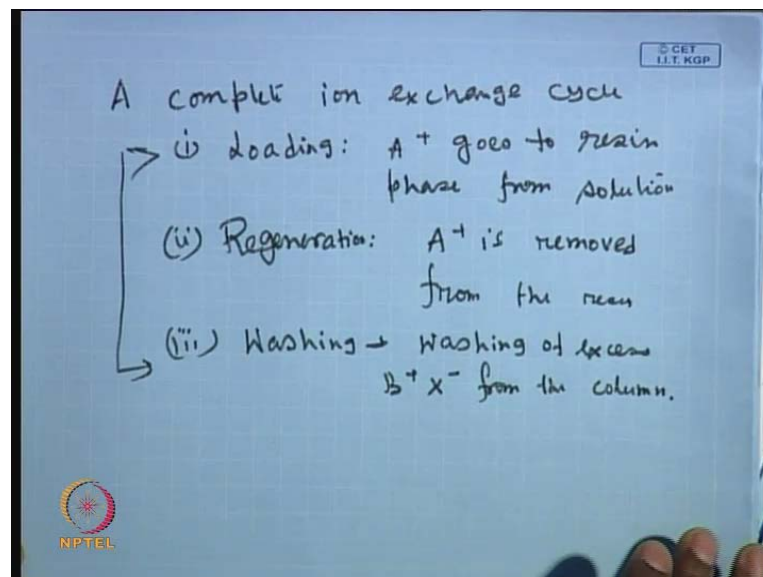 © CET
I.I.T. KGP
A complete ion exchange cycle
(i) Loading: A+ goes to resin
phase from solution
(ii) Regeneration: A+ is removed
from the resin
(iii) Washing → Washing of excess
B+ X- from the column.
NPTEL